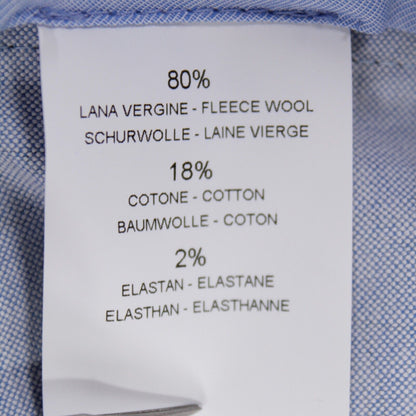 80%
LANA VERGINE - FLEECE WOOL
SCHURWOLLE - LAINE VIERGE
18%
COTONE - COTTON
BAUMWOLLE - COTON
2%
ELASTAN - ELASTANE
ELASTHAN - ELASTHANNE